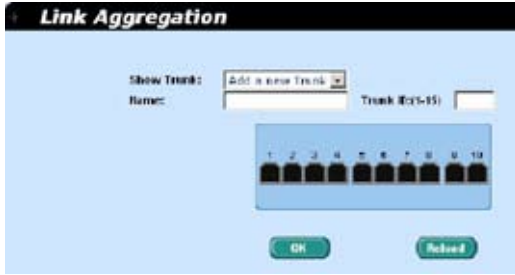 Link Aggregation
Show Trunk: Add a new Trunk
Name: Trunk ID:(1-15)
1 2 3 4 5 6 7 8 9 10
OK Reload